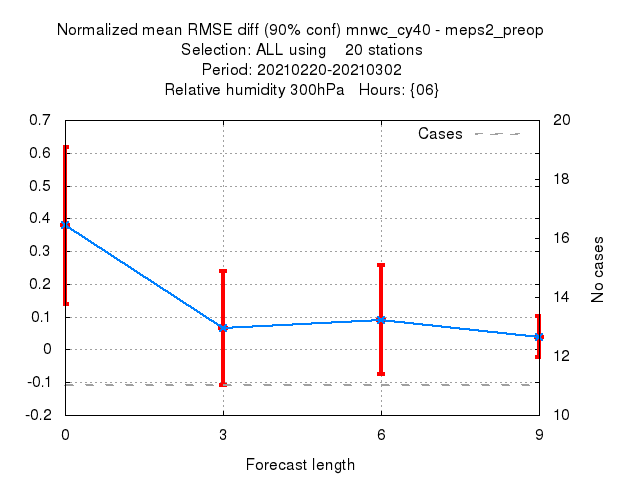 Normalized mean RMSE diff (90% conf) mnwc_cy40 - meps2_preop
Selection: ALL using    20 stations
Period: 20210220-20210302
Relative humidity 300hPa   Hours: {06}
Cases
0.7
0.6
0.5
0.4
0.3
0.2
0.1
0
-0.1
-0.2
20
18
16
14
12
10
No cases
0 3 6 9
Forecast length